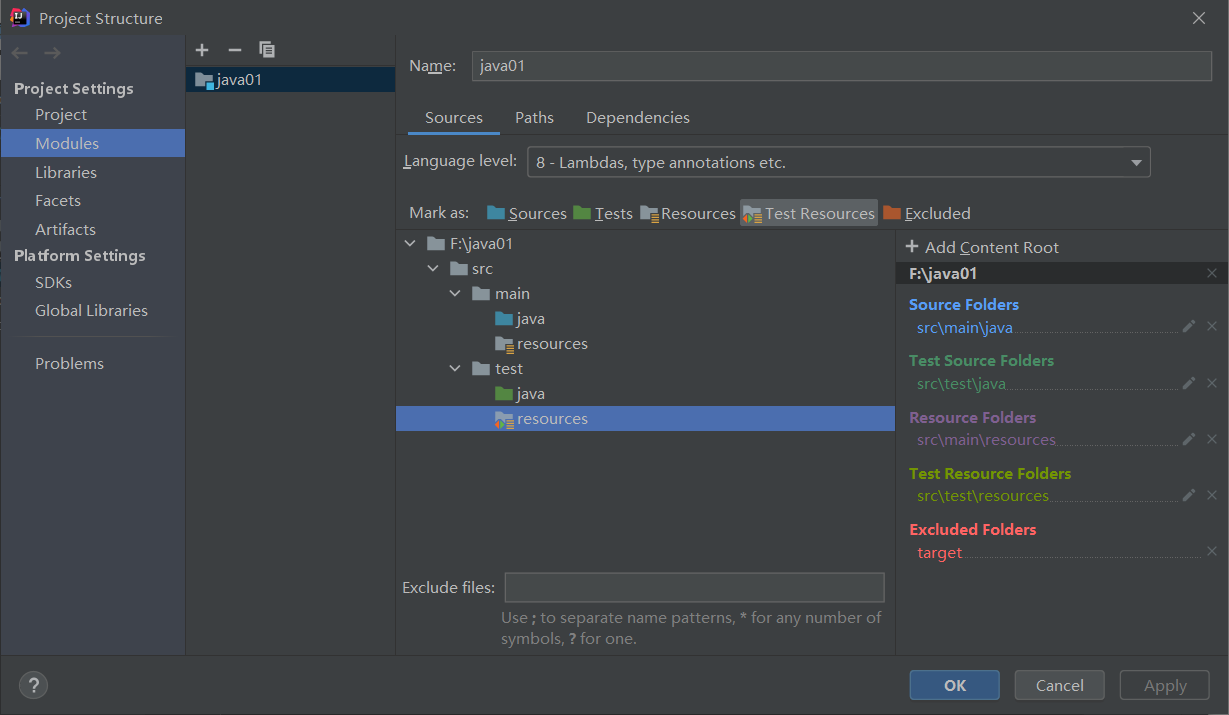 Project Structure
Project Settings
Project
Modules
Libraries
Facets
Artifacts
Platform Settings
SDKs
Global Libraries
Problems
java01
Name: java01
Sources Paths Dependencies
Language level: 8 - Lambdas, type annotations etc.
Mark as: Sources Tests Resources Test Resources Excluded
F:\java01
src
main
java
resources
test
java
resources
Exclude files:
Use ; to separate name patterns, * for any number of
symbols, ? for one.
+ Add Content Root
F:\java01
Source Folders
src\main\java
Test Source Folders
src\test\java
Resource Folders
src\main\resources
Test Resource Folders
src\test\resources
Excluded Folders
target
? OK Cancel Apply